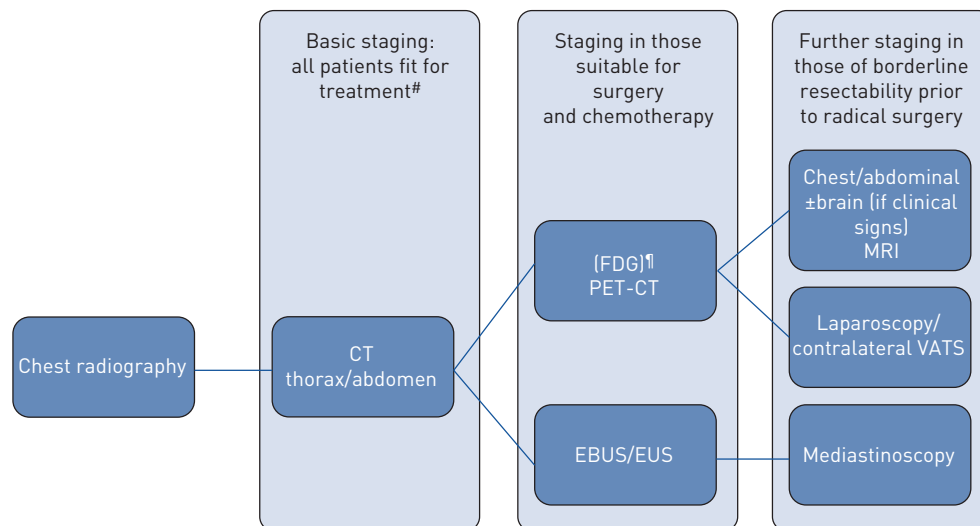 Basic staging:
all patients fit for
treatment#
Staging in those
suitable for
surgery
and chemotherapy
Further staging in
those of borderline
resectability prior
to radical surgery
Chest radiography
CT
thorax/abdomen
(FDG)¶
PET-CT
EBUS/EUS
Chest/abdominal
±brain (if clinical
signs)
MRI
Laparoscopy/
contralateral VATS
Mediastinoscopy